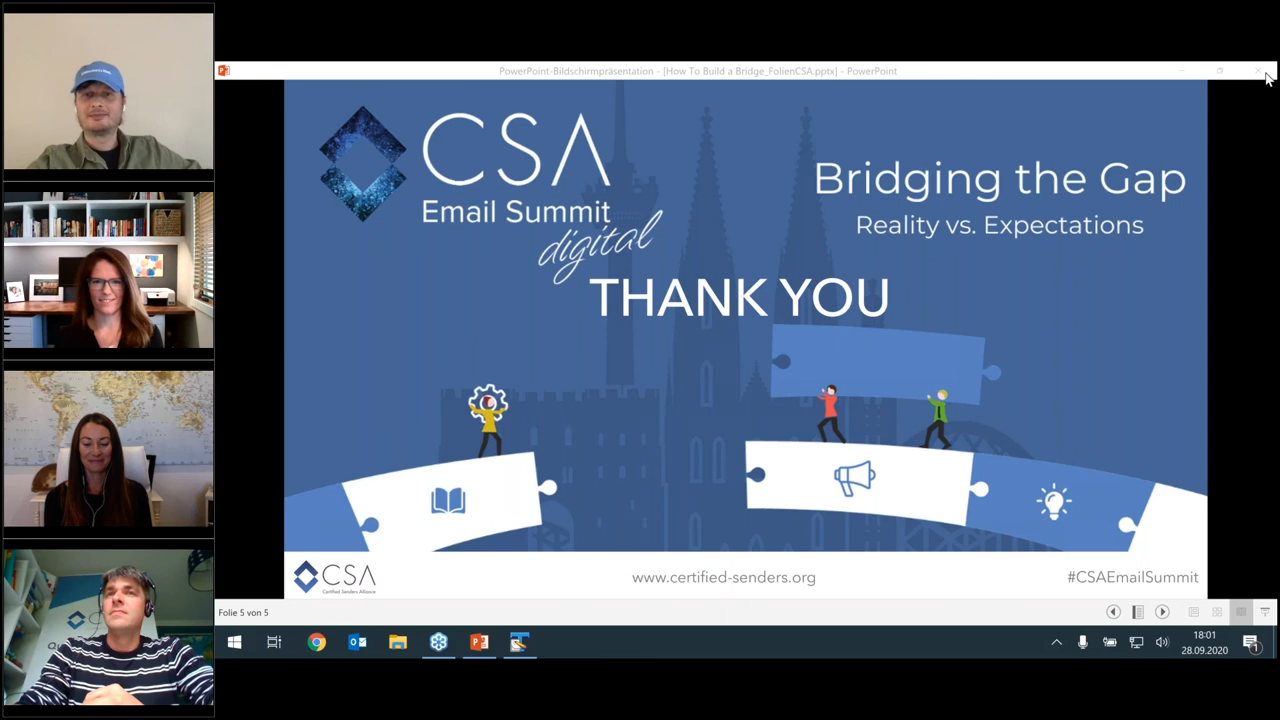 PowerPoint-Bildschirmpräsentation - [How To Build a Bridge_FolienCSA.pptx] - PowerPoint
CSA
Email Summit
digital
Bridging the Gap
Reality vs. Expectations
THANK YOU
CSA
Certified Senders Alliance
www.certified-senders.org
#CSAEmailSummit
Folie 5 von 5
18:01
28.09.2020
1